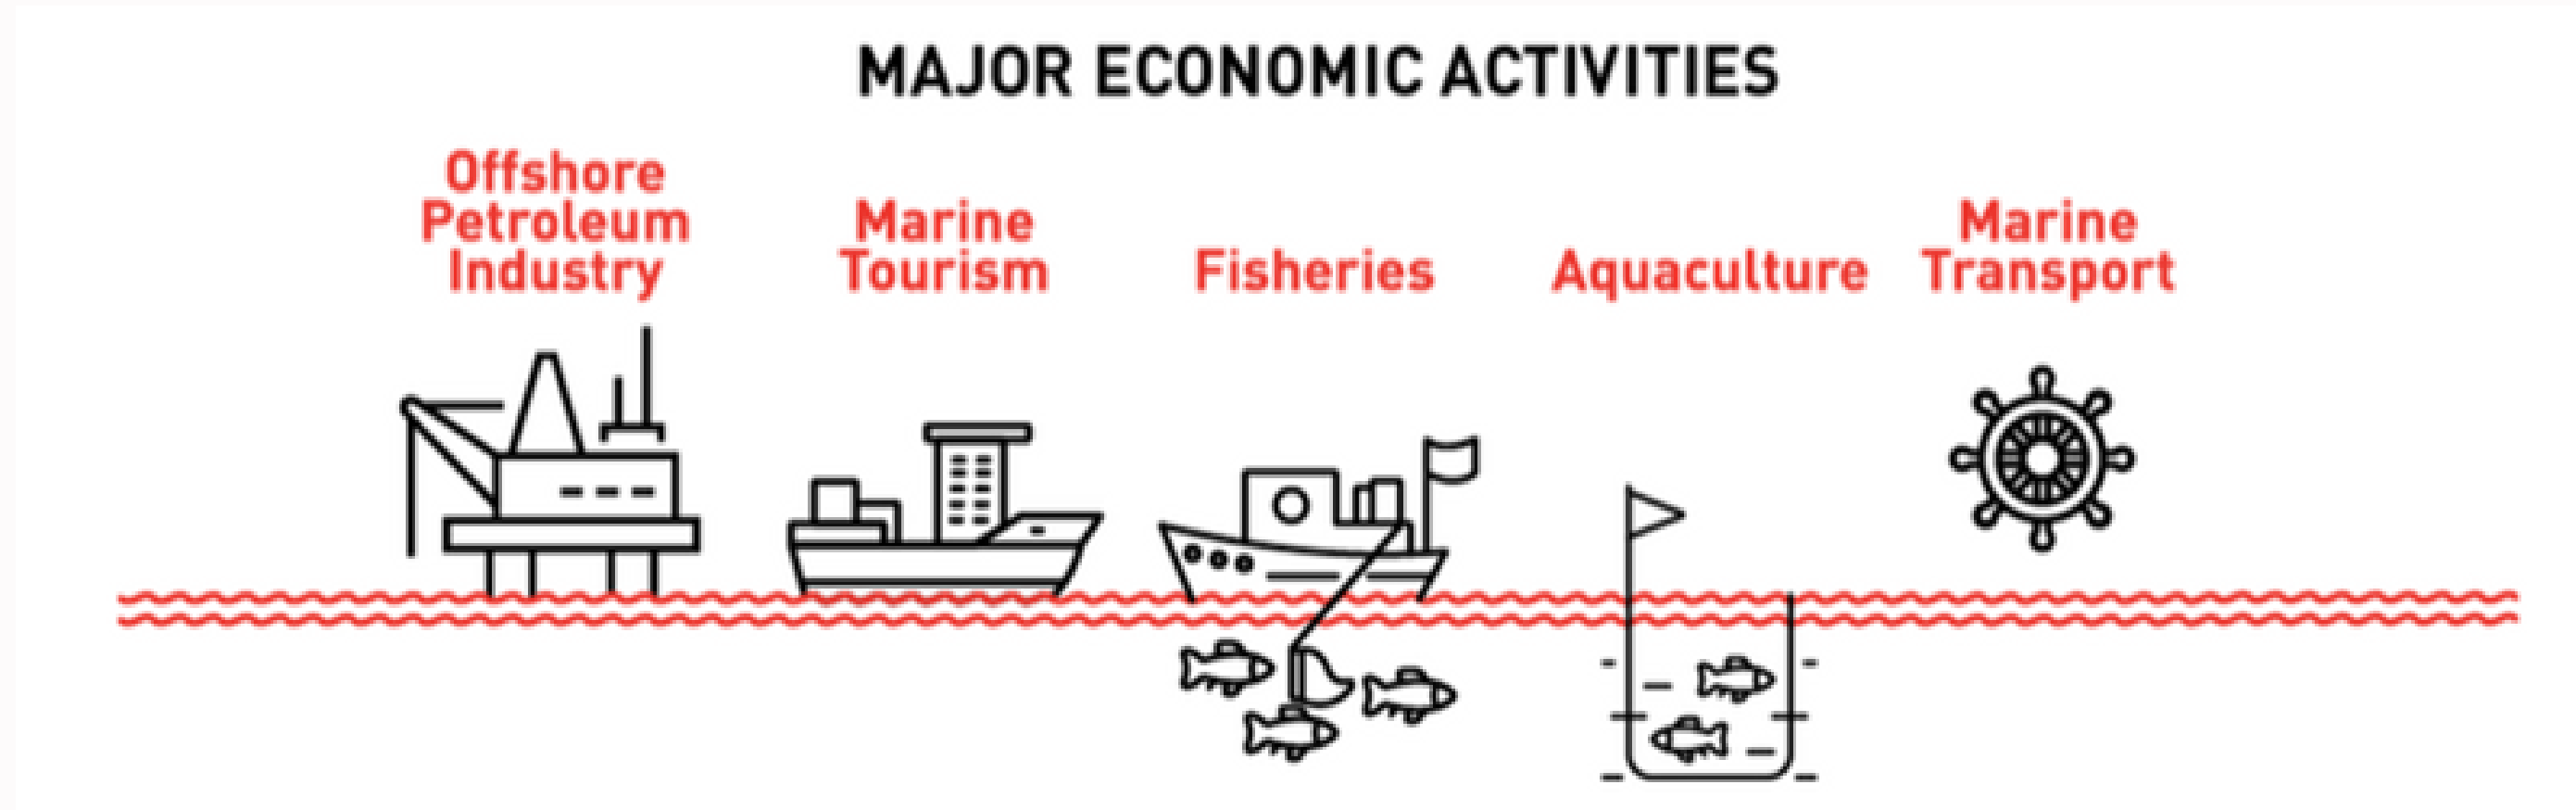 MAJOR ECONOMIC ACTIVITIES
Offshore
Petroleum
Industry
Marine
Tourism
Fisheries
Aquaculture
Marine
Transport